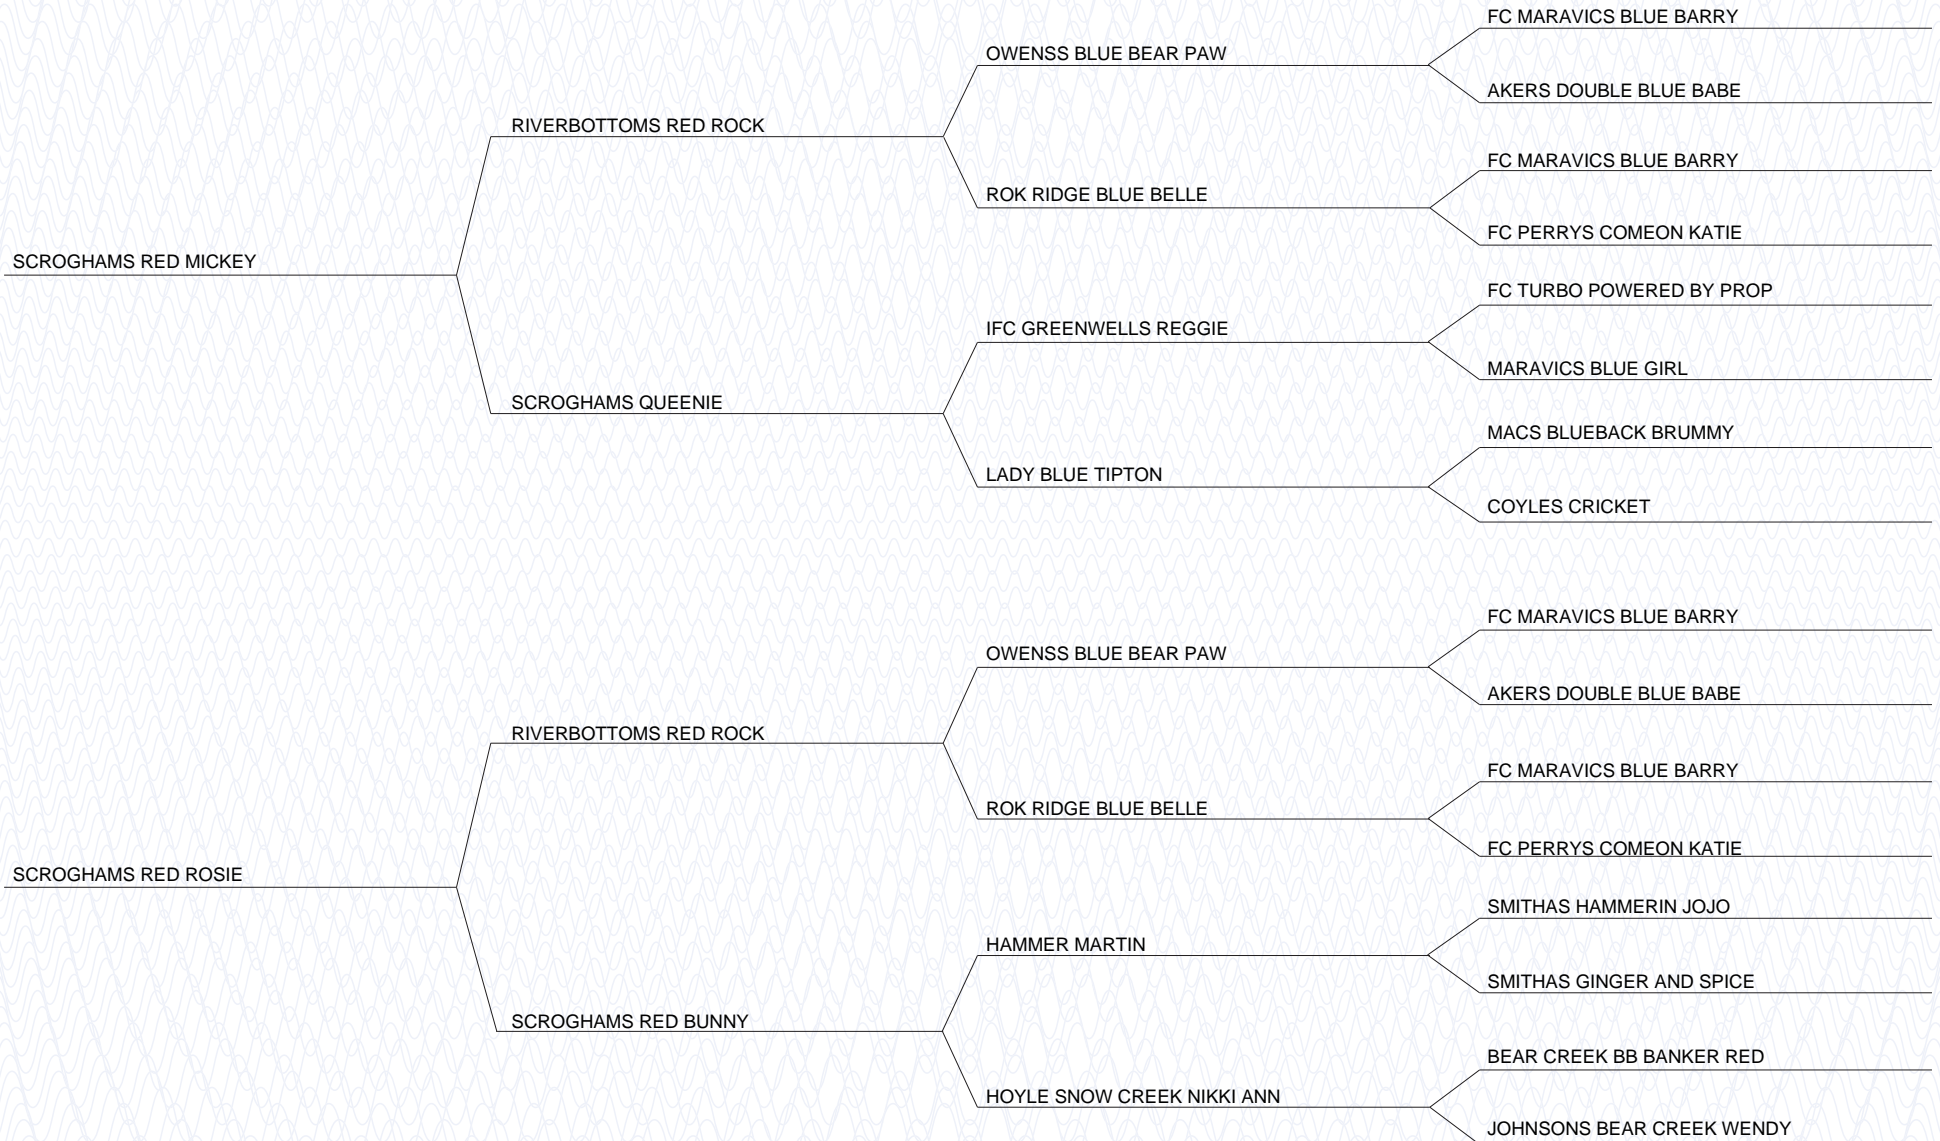 FC MARAVICS BLUE BARRY
OWENSS BLUE BEAR PAW
AKERS DOUBLE BLUE BABE
RIVERBOTTOMS RED ROCK
FC MARAVICS BLUE BARRY
ROK RIDGE BLUE BELLE
FC PERRYS COMEON KATIE
SCROGHAMS RED MICKEY
FC TURBO POWERED BY PROP
IFC GREENWELLS REGGIE
MARAVICS BLUE GIRL
SCROGHAMS QUEENIE
MACS BLUEBACK BRUMMY
LADY BLUE TIPTON
COYLES CRICKET
FC MARAVICS BLUE BARRY
OWENSS BLUE BEAR PAW
AKERS DOUBLE BLUE BABE
RIVERBOTTOMS RED ROCK
FC MARAVICS BLUE BARRY
ROK RIDGE BLUE BELLE
FC PERRYS COMEON KATIE
SCROGHAMS RED ROSIE
SMITHAS HAMMERIN JOJO
HAMMER MARTIN
SMITHAS GINGER AND SPICE
SCROGHAMS RED BUNNY
BEAR CREEK BB BANKER RED
HOYLE SNOW CREEK NIKKI ANN
JOHNSONS BEAR CREEK WENDY